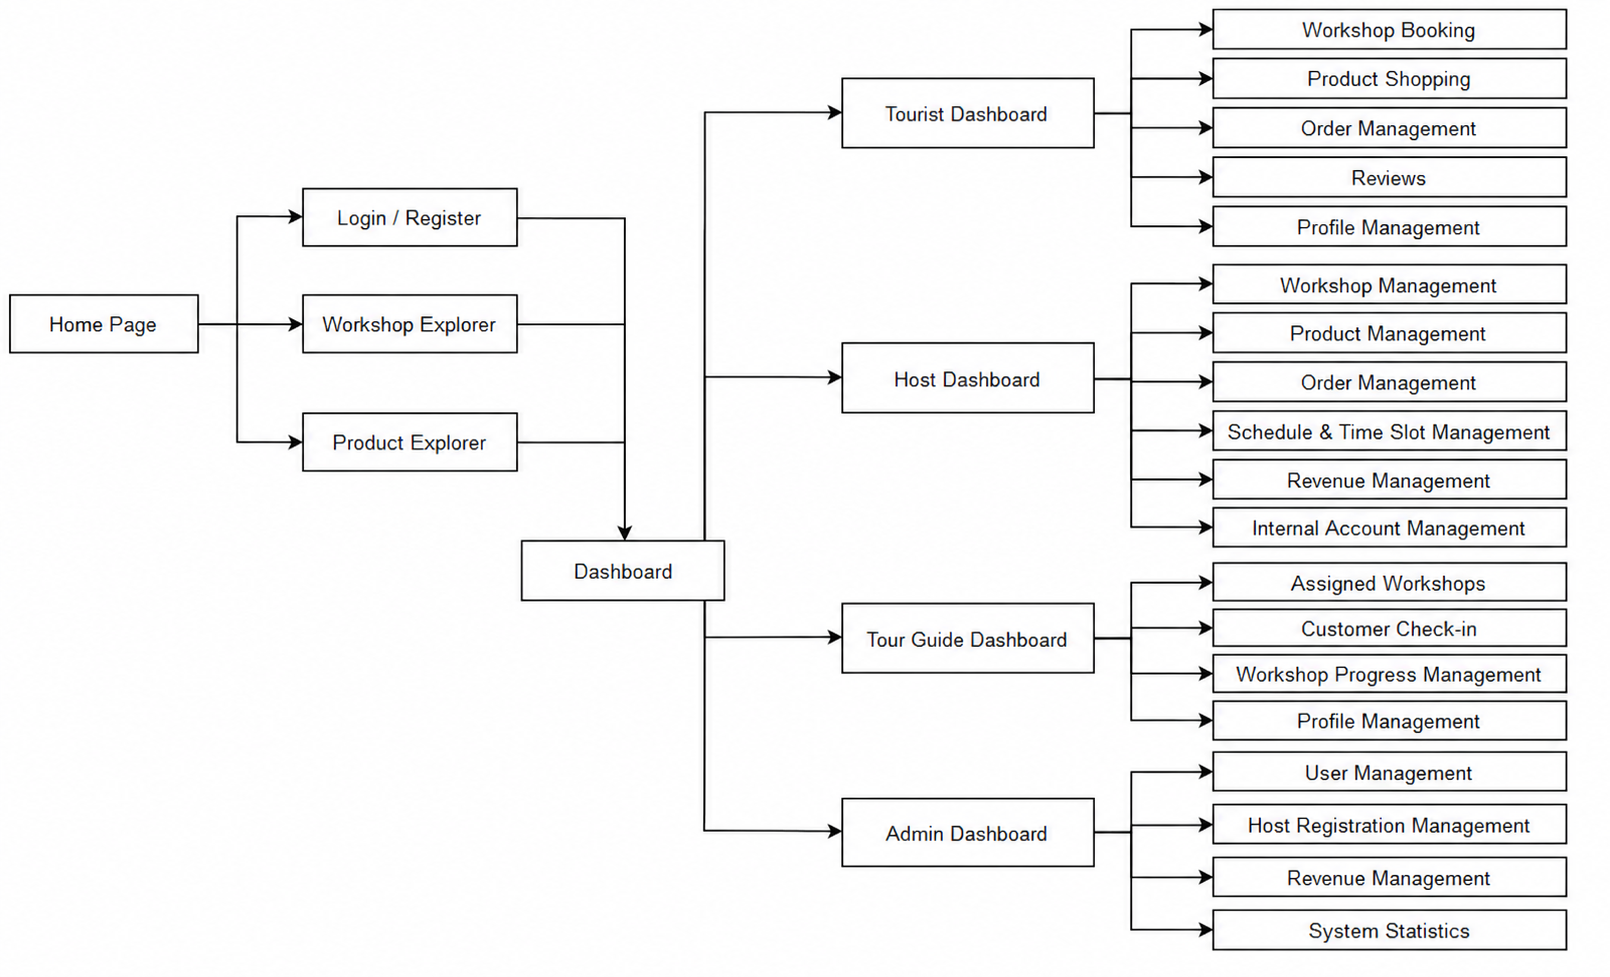 Home Page
Login / Register
Workshop Explorer
Product Explorer
Dashboard
Tourist Dashboard
Workshop Booking
Product Shopping
Order Management
Reviews
Profile Management
Host Dashboard
Workshop Management
Product Management
Order Management
Schedule & Time Slot Management
Revenue Management
Internal Account Management
Tour Guide Dashboard
Assigned Workshops
Customer Check-in
Workshop Progress Management
Profile Management
Admin Dashboard
User Management
Host Registration Management
Revenue Management
System Statistics